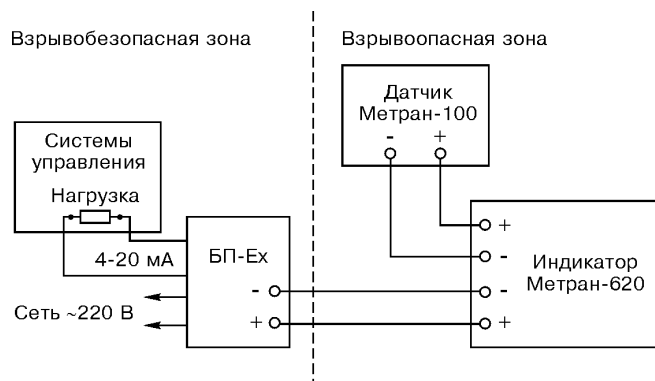 Взрывобезопасная зона
Взрывоопасная зона
Датчик
Метран-100
- +
Системы
управления
Нагрузка
4-20 мА
БП-Ех
-
+
Сеть ~220 В
+
-
-
+
Индикатор
Метран-620